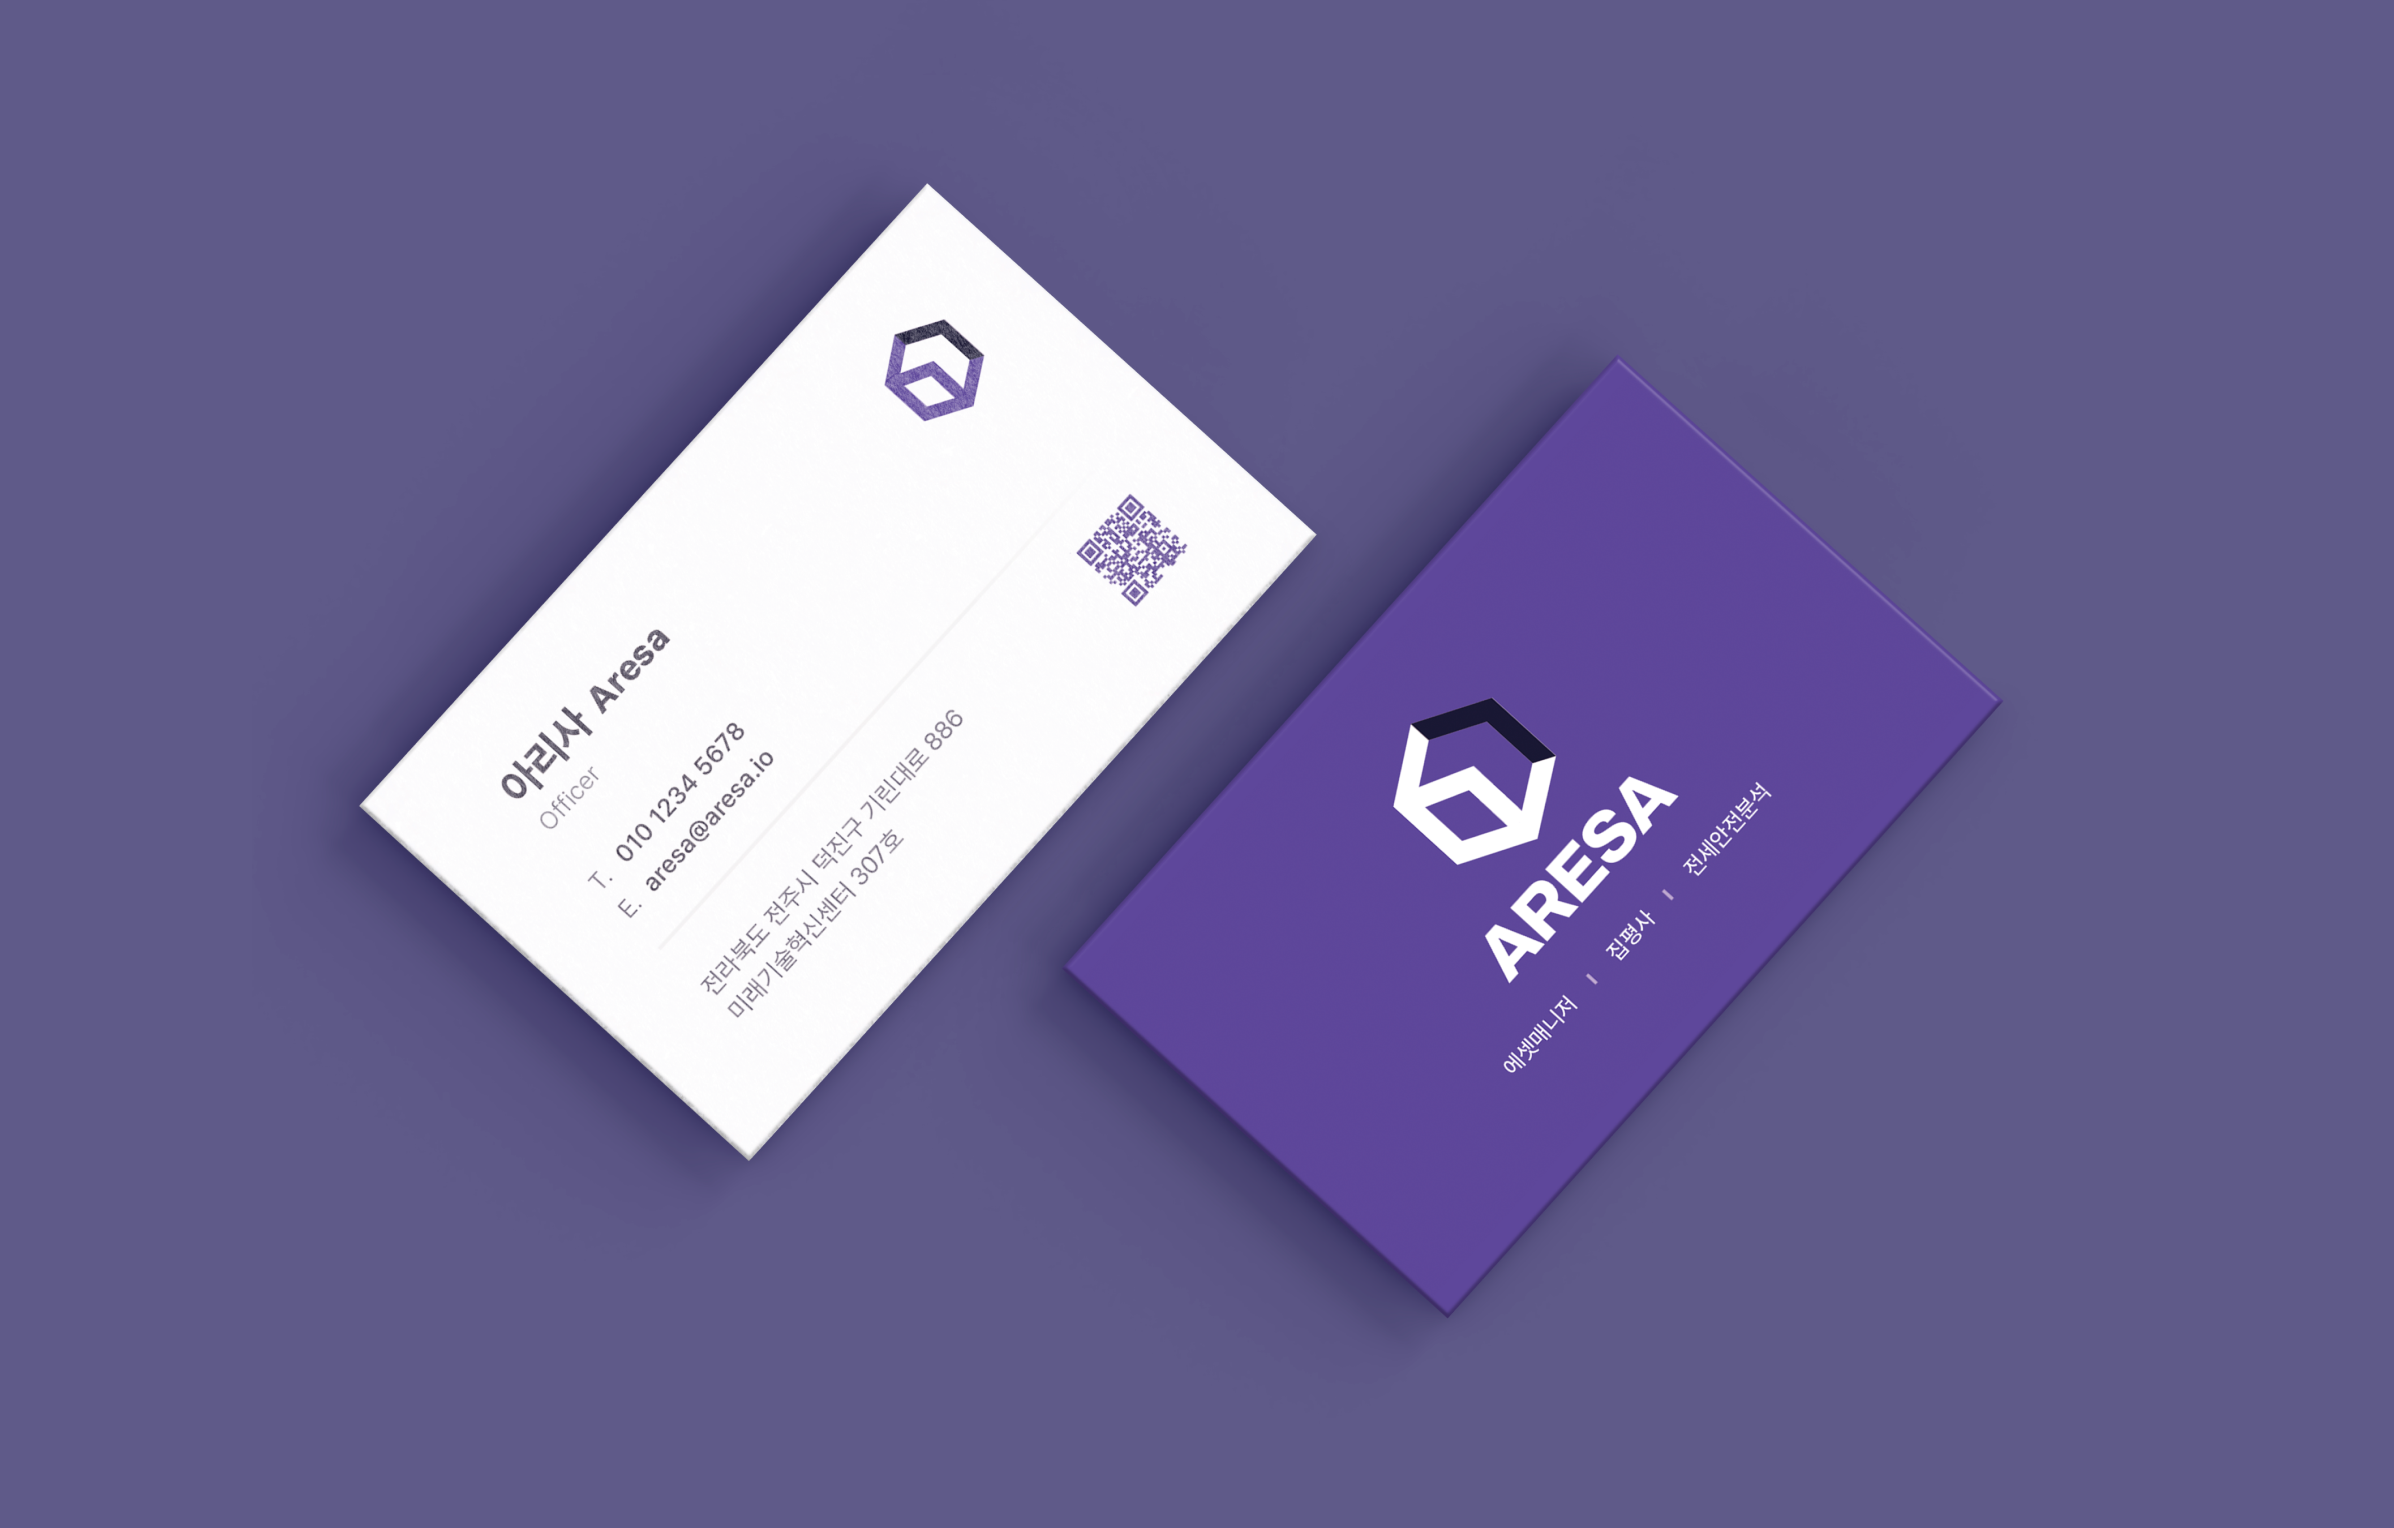 아리사 Aresa
Officer
T. 010 1234 5678
E. aresa@aresa.io
전라북도 전주시 덕진구 기린대로 886
미래기술혁신센터 307호
ARESA
에셋매니저 | 집평사 | 전세안전분석